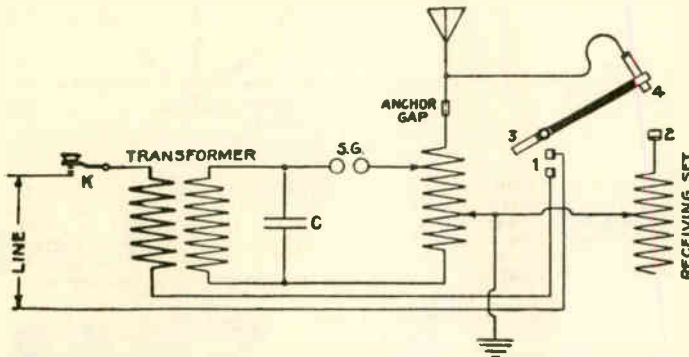 ANCHOR
GAP
4
3
2
1
S.G.
TRANSFORMER
K
C
LINE
RECEIVING SET